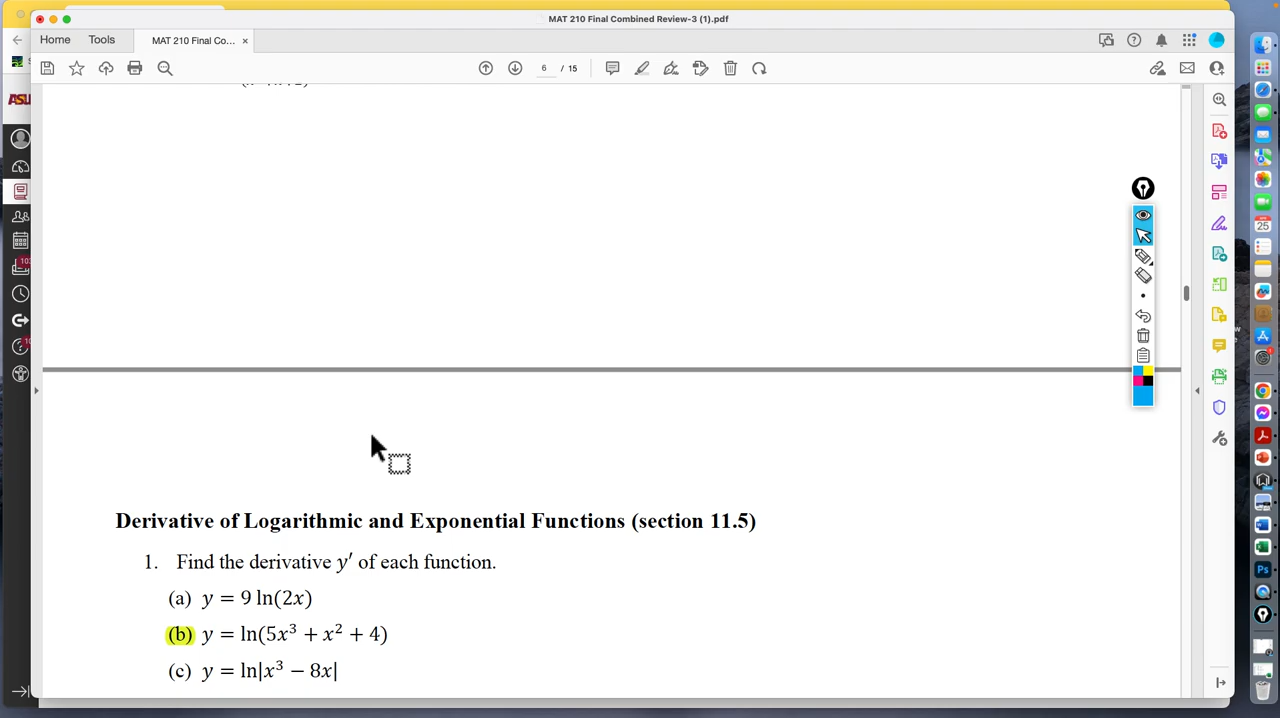 MAT 210 Final Combined Review-3 (1).pdf
Home Tools MAT 210 Final Co... ×
6 / 15
ASU
Derivative of Logarithmic and Exponential Functions (section 11.5)
1. Find the derivative y′ of each function.
(a) y = 9 ln(2x)
(b) y = ln(5x³ + x² + 4)
(c) y = ln|x³ − 8x|